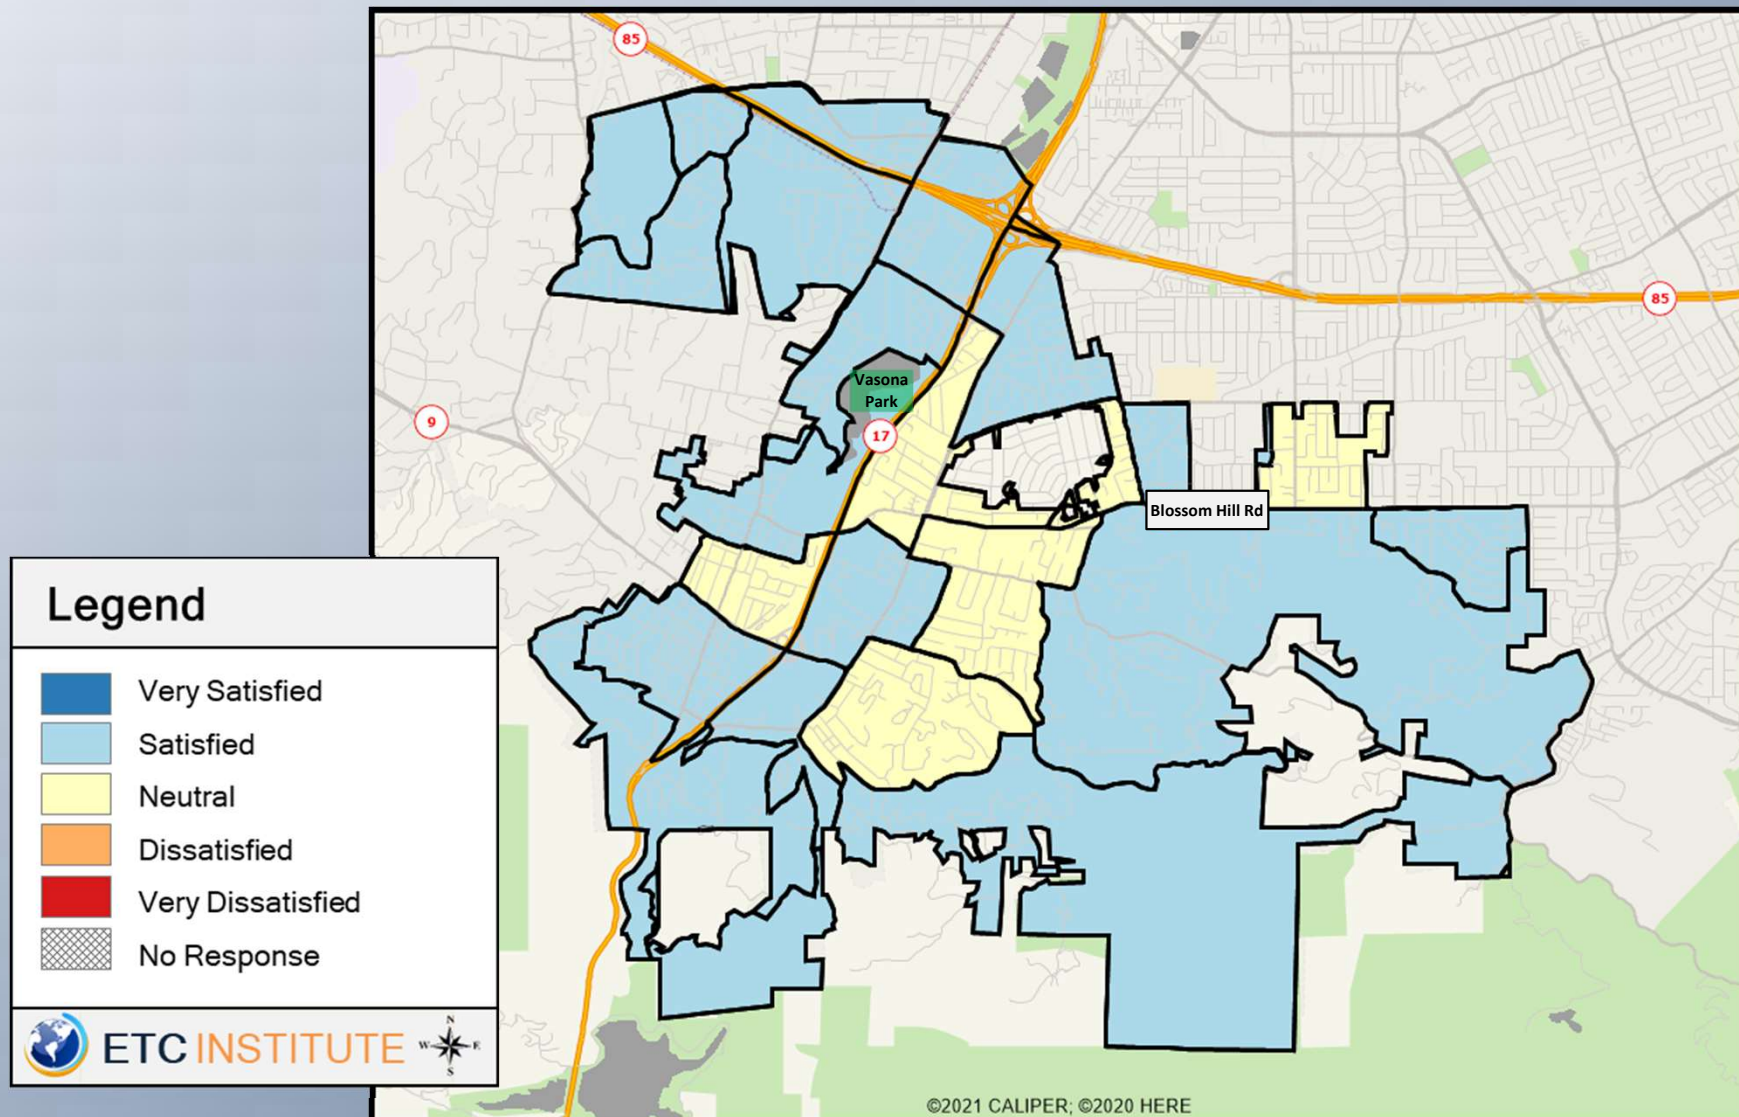 85
85
9
Vasona
Park
17
Blossom Hill Rd
Legend
Very Satisfied
Satisfied
Neutral
Dissatisfied
Very Dissatisfied
No Response
ETC INSTITUTE
N
W E
S
©2021 CALIPER; ©2020 HERE